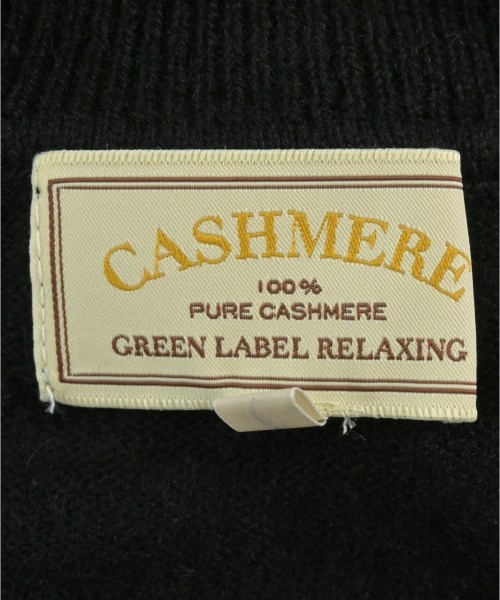 CASHMERE
100%
PURE CASHMERE
GREEN LABEL RELAXING